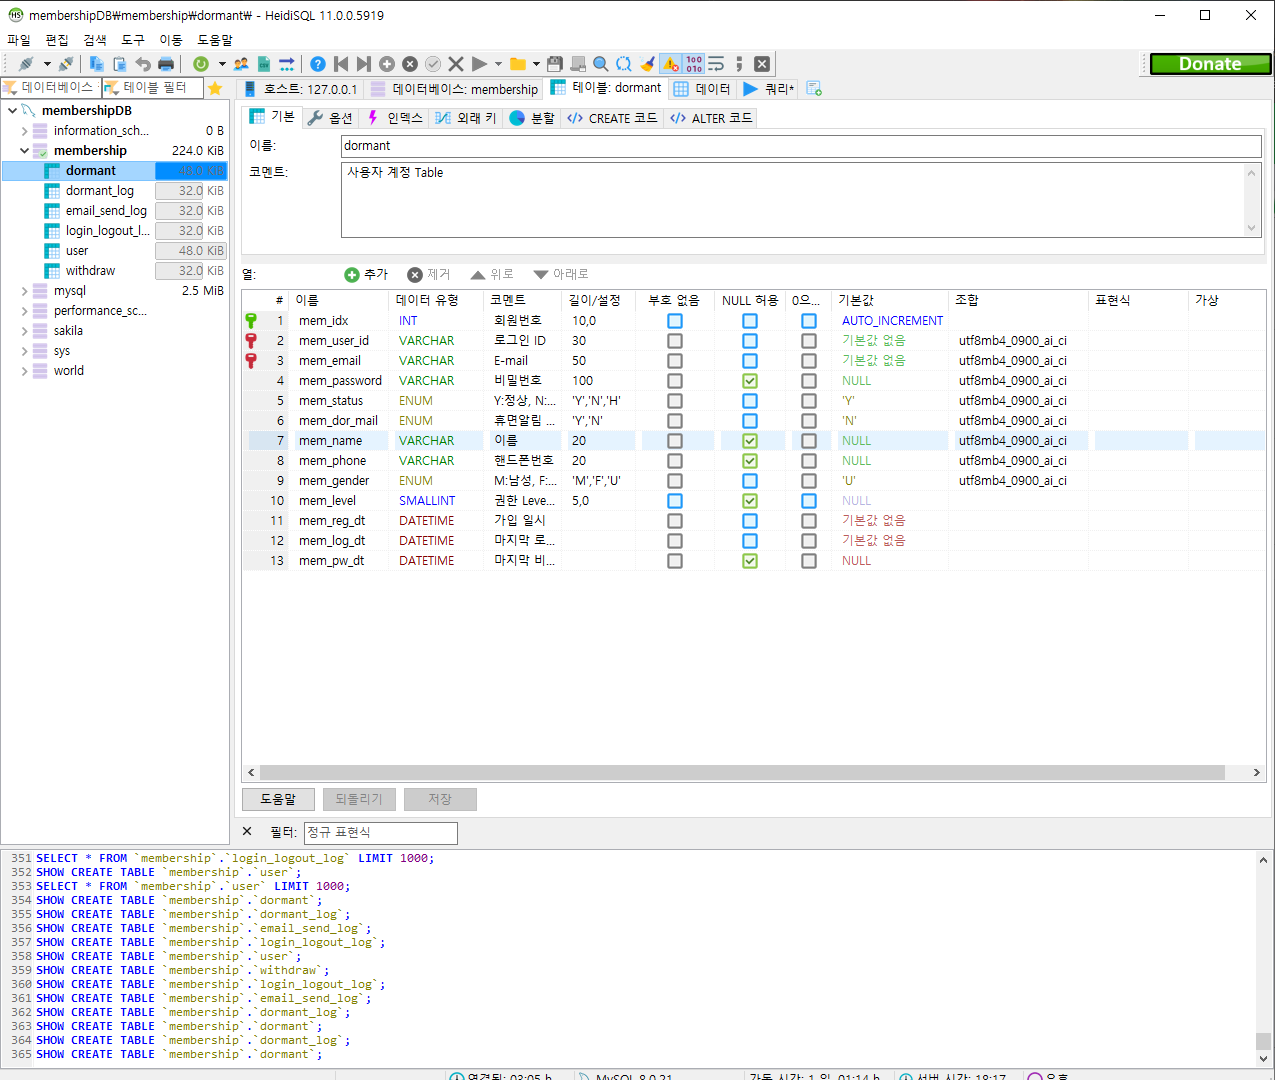 membershipDB₩membership₩dormant₩ - HeidiSQL 11.0.0.5919
파일 편집 검색 도구 이동 도움말
Donate
데이터베이스 테이블 필터
호스트: 127.0.0.1 데이터베이스: membership 테이블: dormant 데이터 쿼리*
membershipDB
information_sch... 0 B
membership 224.0 KiB
dormant 48.0 KiB
dormant_log 32.0 KiB
email_send_log 32.0 KiB
login_logout_l... 32.0 KiB
user 48.0 KiB
withdraw 32.0 KiB
mysql 2.5 MiB
performance_sc...
sakila
sys
world
기본 옵션 인덱스 외래 키 분할 CREATE 코드 ALTER 코드
이름: dormant
코멘트: 사용자 계정 Table
열: 추가 제거 위로 아래로
# 이름 데이터 유형 코멘트 길이/설정 부호 없음 NULL 허용 0으... 기본값 조합 표현식 가상
1 mem_idx INT 회원번호 10,0 AUTO_INCREMENT
2 mem_user_id VARCHAR 로그인 ID 30 기본값 없음 utf8mb4_0900_ai_ci
3 mem_email VARCHAR E-mail 50 기본값 없음 utf8mb4_0900_ai_ci
4 mem_password VARCHAR 비밀번호 100 NULL utf8mb4_0900_ai_ci
5 mem_status ENUM Y:정상, N:... 'Y','N','H' 'Y' utf8mb4_0900_ai_ci
6 mem_dor_mail ENUM 휴면알림 ... 'Y','N' 'N' utf8mb4_0900_ai_ci
7 mem_name VARCHAR 이름 20 NULL utf8mb4_0900_ai_ci
8 mem_phone VARCHAR 핸드폰번호 20 NULL utf8mb4_0900_ai_ci
9 mem_gender ENUM M:남성, F:... 'M','F','U' 'U' utf8mb4_0900_ai_ci
10 mem_level SMALLINT 권한 Leve... 5,0 NULL
11 mem_reg_dt DATETIME 가입 일시 기본값 없음
12 mem_log_dt DATETIME 마지막 로... 기본값 없음
13 mem_pw_dt DATETIME 마지막 비... NULL
도움말 되돌리기 저장
필터: 정규 표현식
351 SELECT * FROM `membership`.`login_logout_log` LIMIT 1000;
352 SHOW CREATE TABLE `membership`.`user`;
353 SELECT * FROM `membership`.`user` LIMIT 1000;
354 SHOW CREATE TABLE `membership`.`dormant`;
355 SHOW CREATE TABLE `membership`.`dormant_log`;
356 SHOW CREATE TABLE `membership`.`email_send_log`;
357 SHOW CREATE TABLE `membership`.`login_logout_log`;
358 SHOW CREATE TABLE `membership`.`user`;
359 SHOW CREATE TABLE `membership`.`withdraw`;
360 SHOW CREATE TABLE `membership`.`login_logout_log`;
361 SHOW CREATE TABLE `membership`.`email_send_log`;
362 SHOW CREATE TABLE `membership`.`dormant_log`;
363 SHOW CREATE TABLE `membership`.`dormant`;
364 SHOW CREATE TABLE `membership`.`dormant_log`;
365 SHOW CREATE TABLE `membership`.`dormant`;
연결됨: 03:05 h MySQL 8.0.21 가동 시간: 1 일, 01:14 h 서버 시간: 18:17 유휴